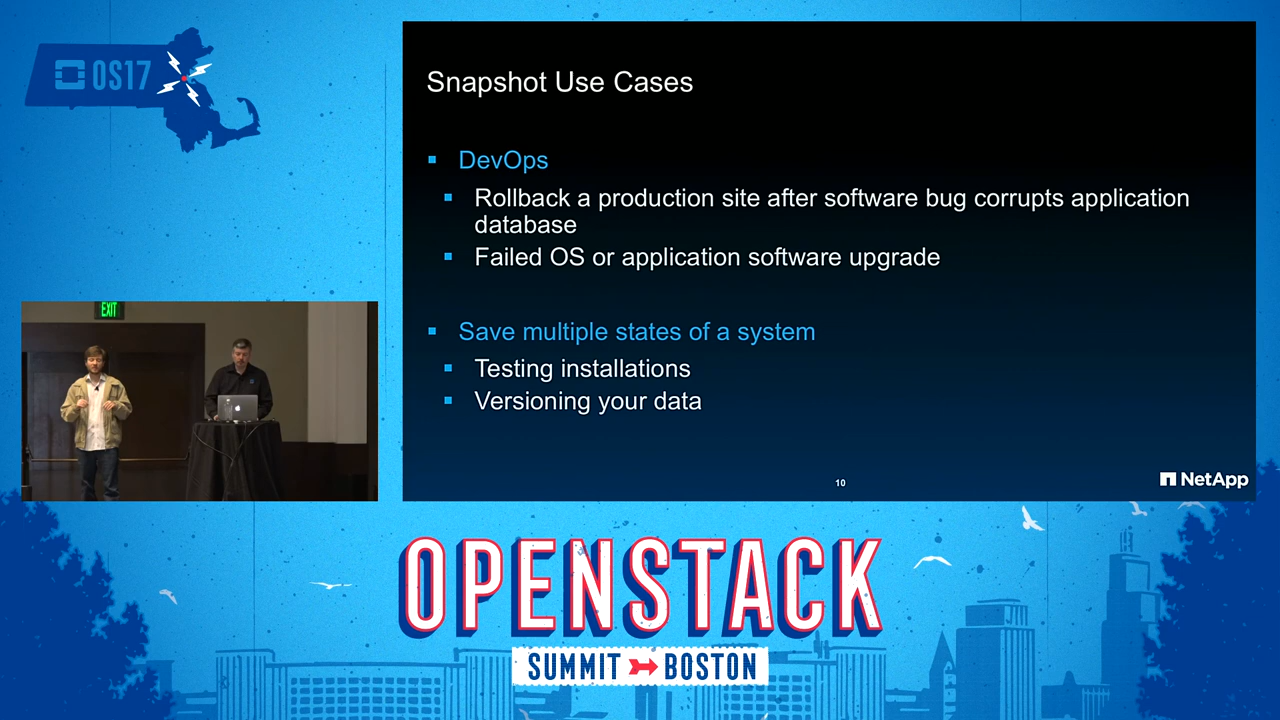 OS17
Snapshot Use Cases
DevOps
Rollback a production site after software bug corrupts application
database
Failed OS or application software upgrade
Save multiple states of a system
Testing installations
Versioning your data
10
NetApp
EXIT
OPENSTACK
SUMMIT BOSTON